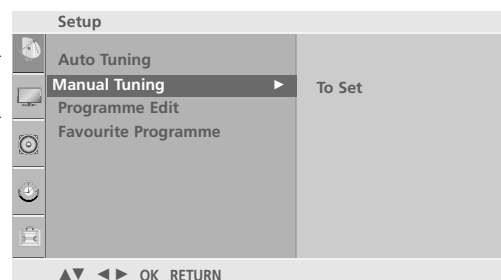 Setup
Auto Tuning
Manual Tuning ► To Set
Programme Edit
Favourite Programme
▲▼ ◄► OK RETURN